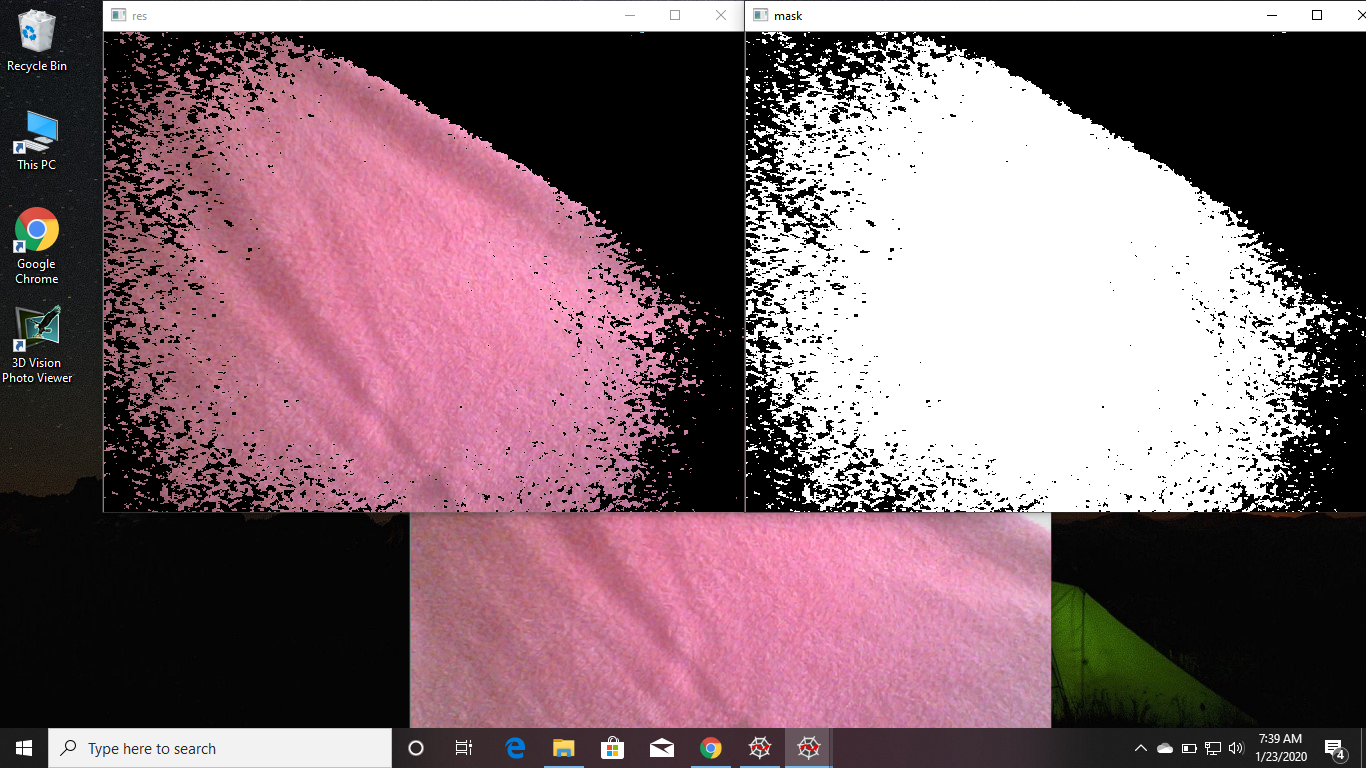 res
mask
Recycle Bin
This PC
Google
Chrome
3D Vision
Photo Viewer
Type here to search
7:39 AM
1/23/2020
4